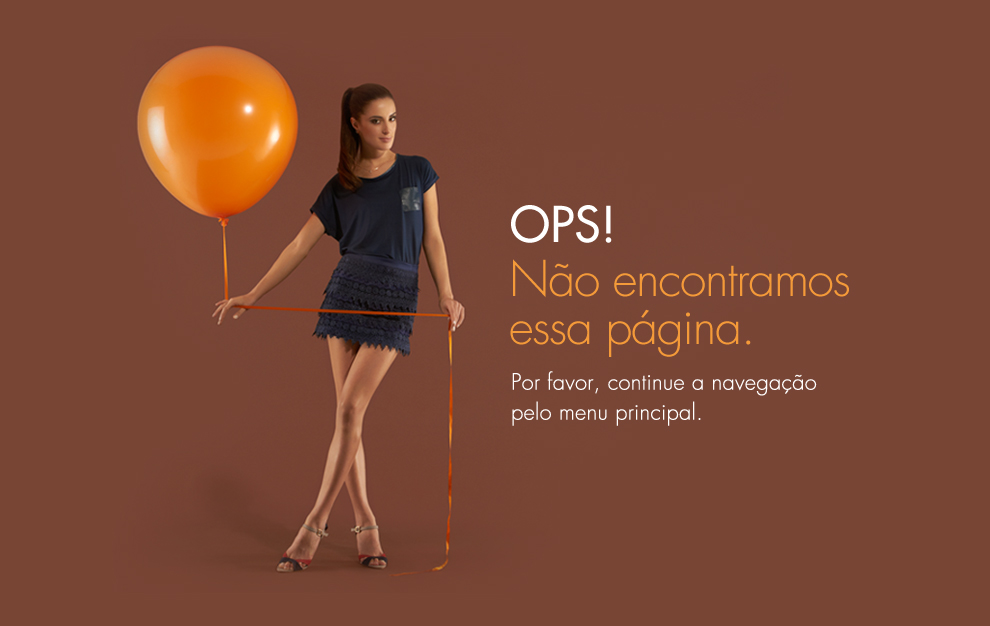 OPS!
Não encontramos
essa página.
Por favor, continue a navegação
pelo menu principal.